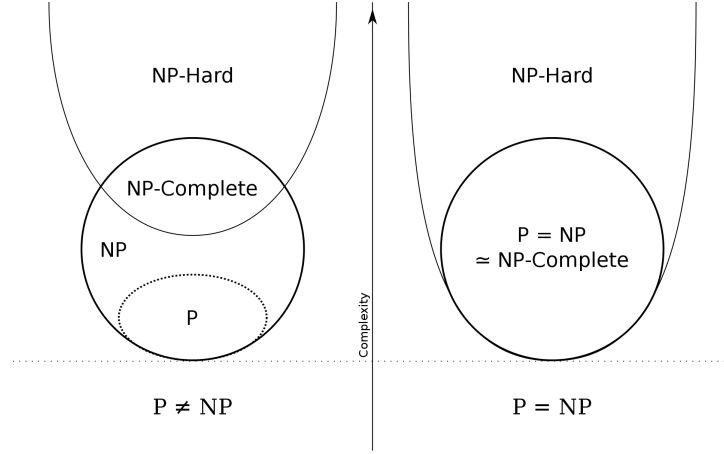 NP-Hard
NP-Complete
NP
P
P ≠ NP
Complexity
NP-Hard
P = NP
≃ NP-Complete
P = NP